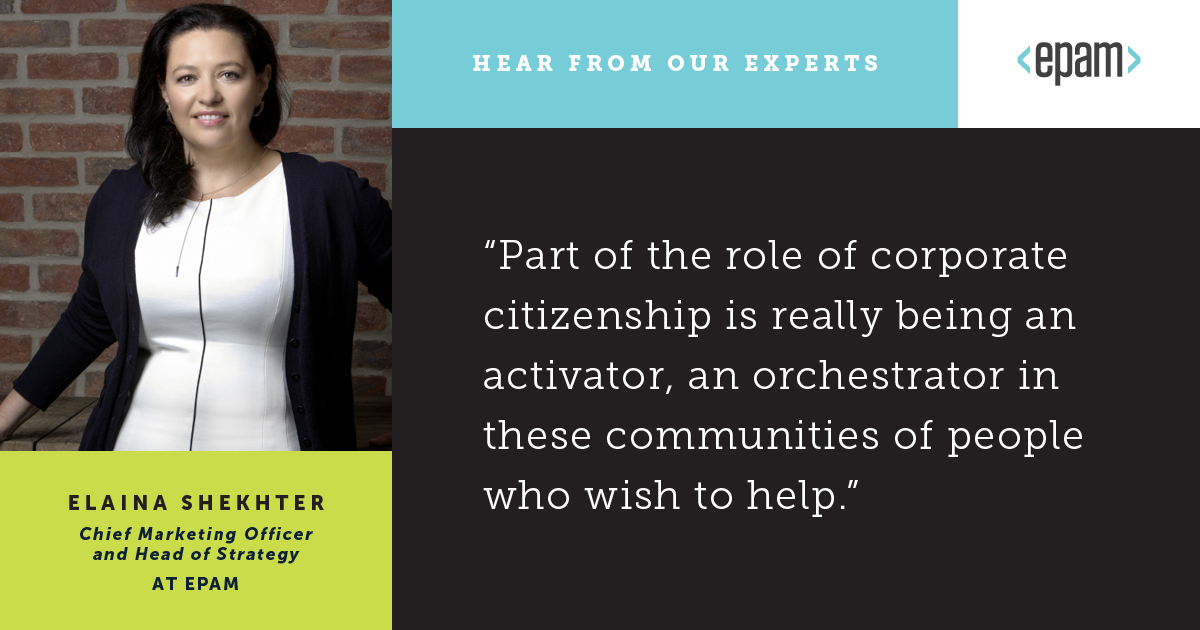 HEAR FROM OUR EXPERTS
<epam>
“Part of the role of corporate
citizenship is really being an
activator, an orchestrator in
these communities of people
who wish to help.”
ELAINA SHEKHTER
Chief Marketing Officer
and Head of Strategy
AT EPAM